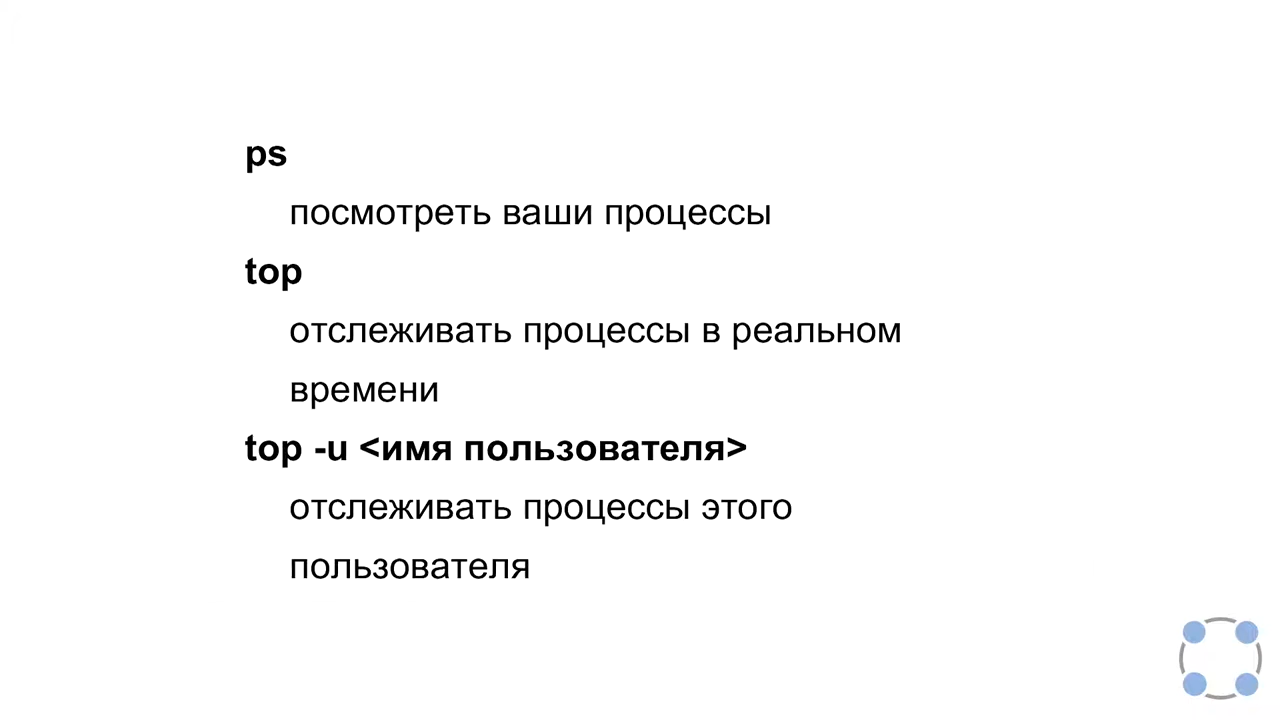 ps
посмотреть ваши процессы
top
отслеживать процессы в реальном
времени
top -u <имя пользователя>
отслеживать процессы этого
пользователя